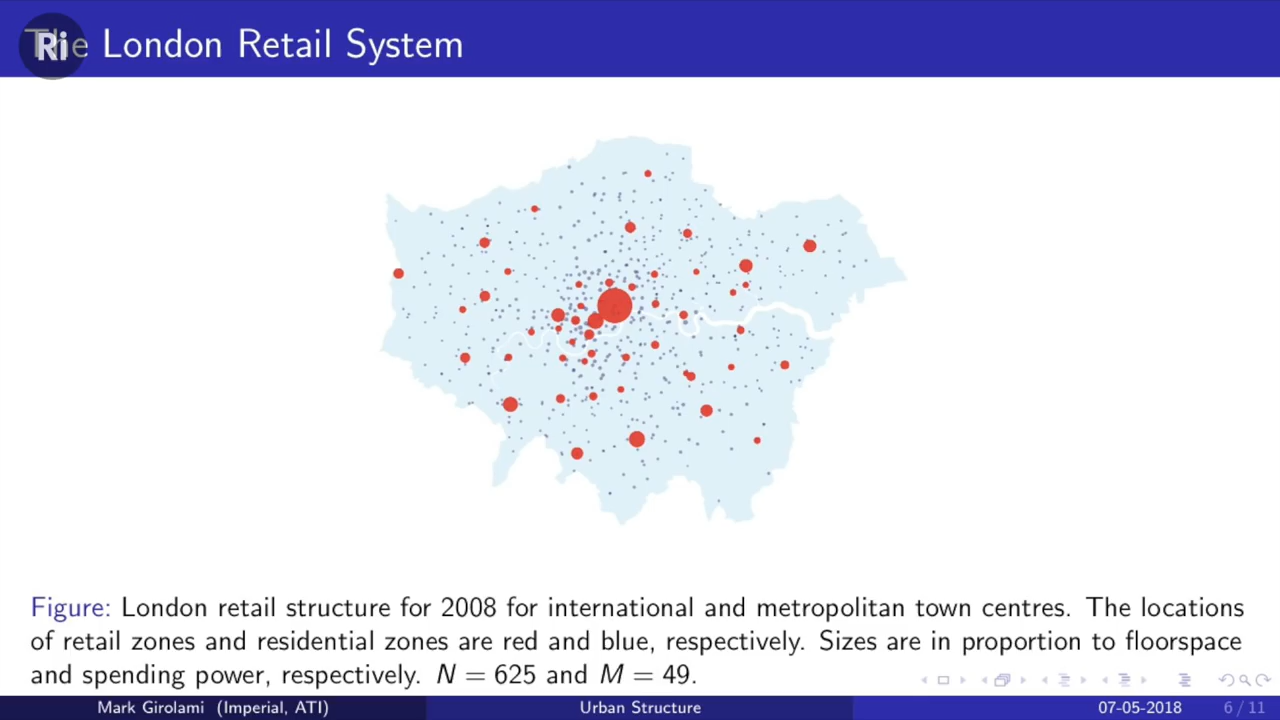 The London Retail System
Ri
Figure: London retail structure for 2008 for international and metropolitan town centres. The locations
of retail zones and residential zones are red and blue, respectively. Sizes are in proportion to floorspace
and spending power, respectively. N = 625 and M = 49.
Mark Girolami (Imperial, ATI) Urban Structure 07-05-2018 6 / 11